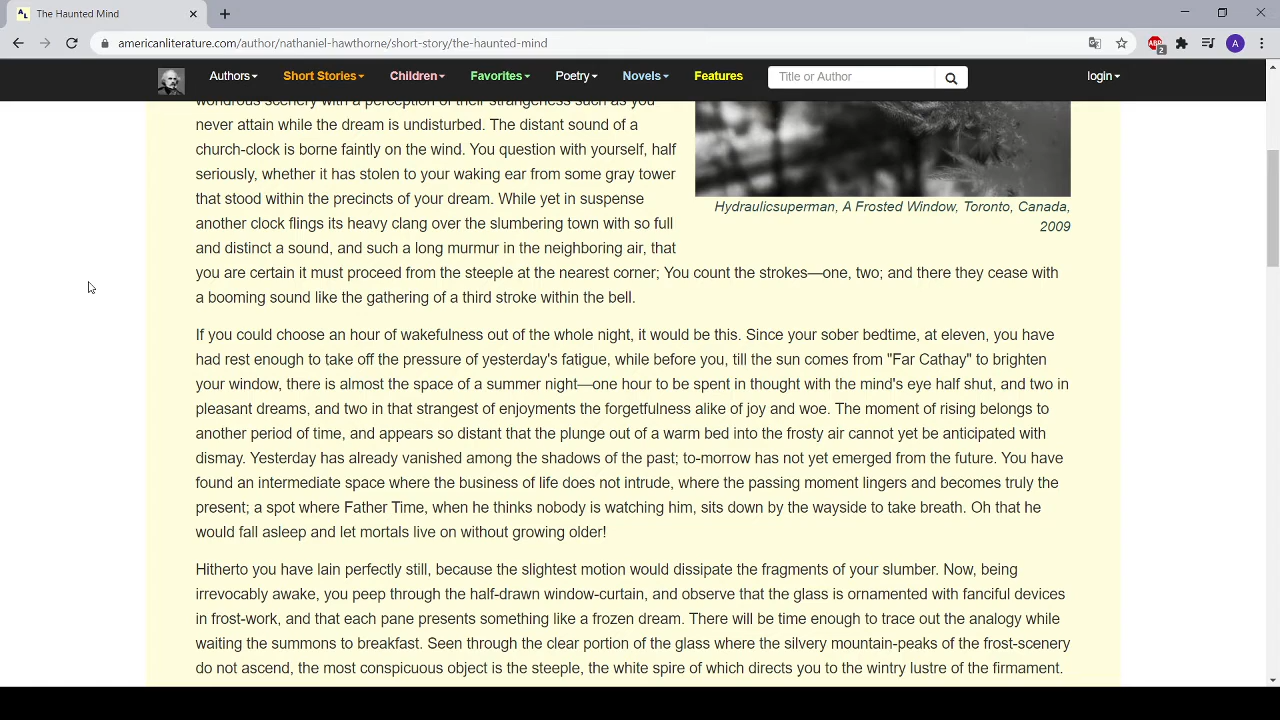 The Haunted Mind
americanliterature.com/author/nathaniel-hawthorne/short-story/the-haunted-mind
ABP
2
A
Authors
Short Stories
Children
Favorites
Poetry
Novels
Features
Title or Author
login
wondrous scenery with a perception of their strangeness such as you
never attain while the dream is undisturbed. The distant sound of a
church-clock is borne faintly on the wind. You question with yourself, half
seriously, whether it has stolen to your waking ear from some gray tower
that stood within the precincts of your dream. While yet in suspense
another clock flings its heavy clang over the slumbering town with so full
and distinct a sound, and such a long murmur in the neighboring air, that
you are certain it must proceed from the steeple at the nearest corner; You count the strokes—one, two; and there they cease with
a booming sound like the gathering of a third stroke within the bell.
Hydraulicsuperman, A Frosted Window, Toronto, Canada,
2009
If you could choose an hour of wakefulness out of the whole night, it would be this. Since your sober bedtime, at eleven, you have
had rest enough to take off the pressure of yesterday's fatigue, while before you, till the sun comes from "Far Cathay" to brighten
your window, there is almost the space of a summer night—one hour to be spent in thought with the mind's eye half shut, and two in
pleasant dreams, and two in that strangest of enjoyments the forgetfulness alike of joy and woe. The moment of rising belongs to
another period of time, and appears so distant that the plunge out of a warm bed into the frosty air cannot yet be anticipated with
dismay. Yesterday has already vanished among the shadows of the past; to-morrow has not yet emerged from the future. You have
found an intermediate space where the business of life does not intrude, where the passing moment lingers and becomes truly the
present; a spot where Father Time, when he thinks nobody is watching him, sits down by the wayside to take breath. Oh that he
would fall asleep and let mortals live on without growing older!
Hitherto you have lain perfectly still, because the slightest motion would dissipate the fragments of your slumber. Now, being
irrevocably awake, you peep through the half-drawn window-curtain, and observe that the glass is ornamented with fanciful devices
in frost-work, and that each pane presents something like a frozen dream. There will be time enough to trace out the analogy while
waiting the summons to breakfast. Seen through the clear portion of the glass where the silvery mountain-peaks of the frost-scenery
do not ascend, the most conspicuous object is the steeple, the white spire of which directs you to the wintry lustre of the firmament.